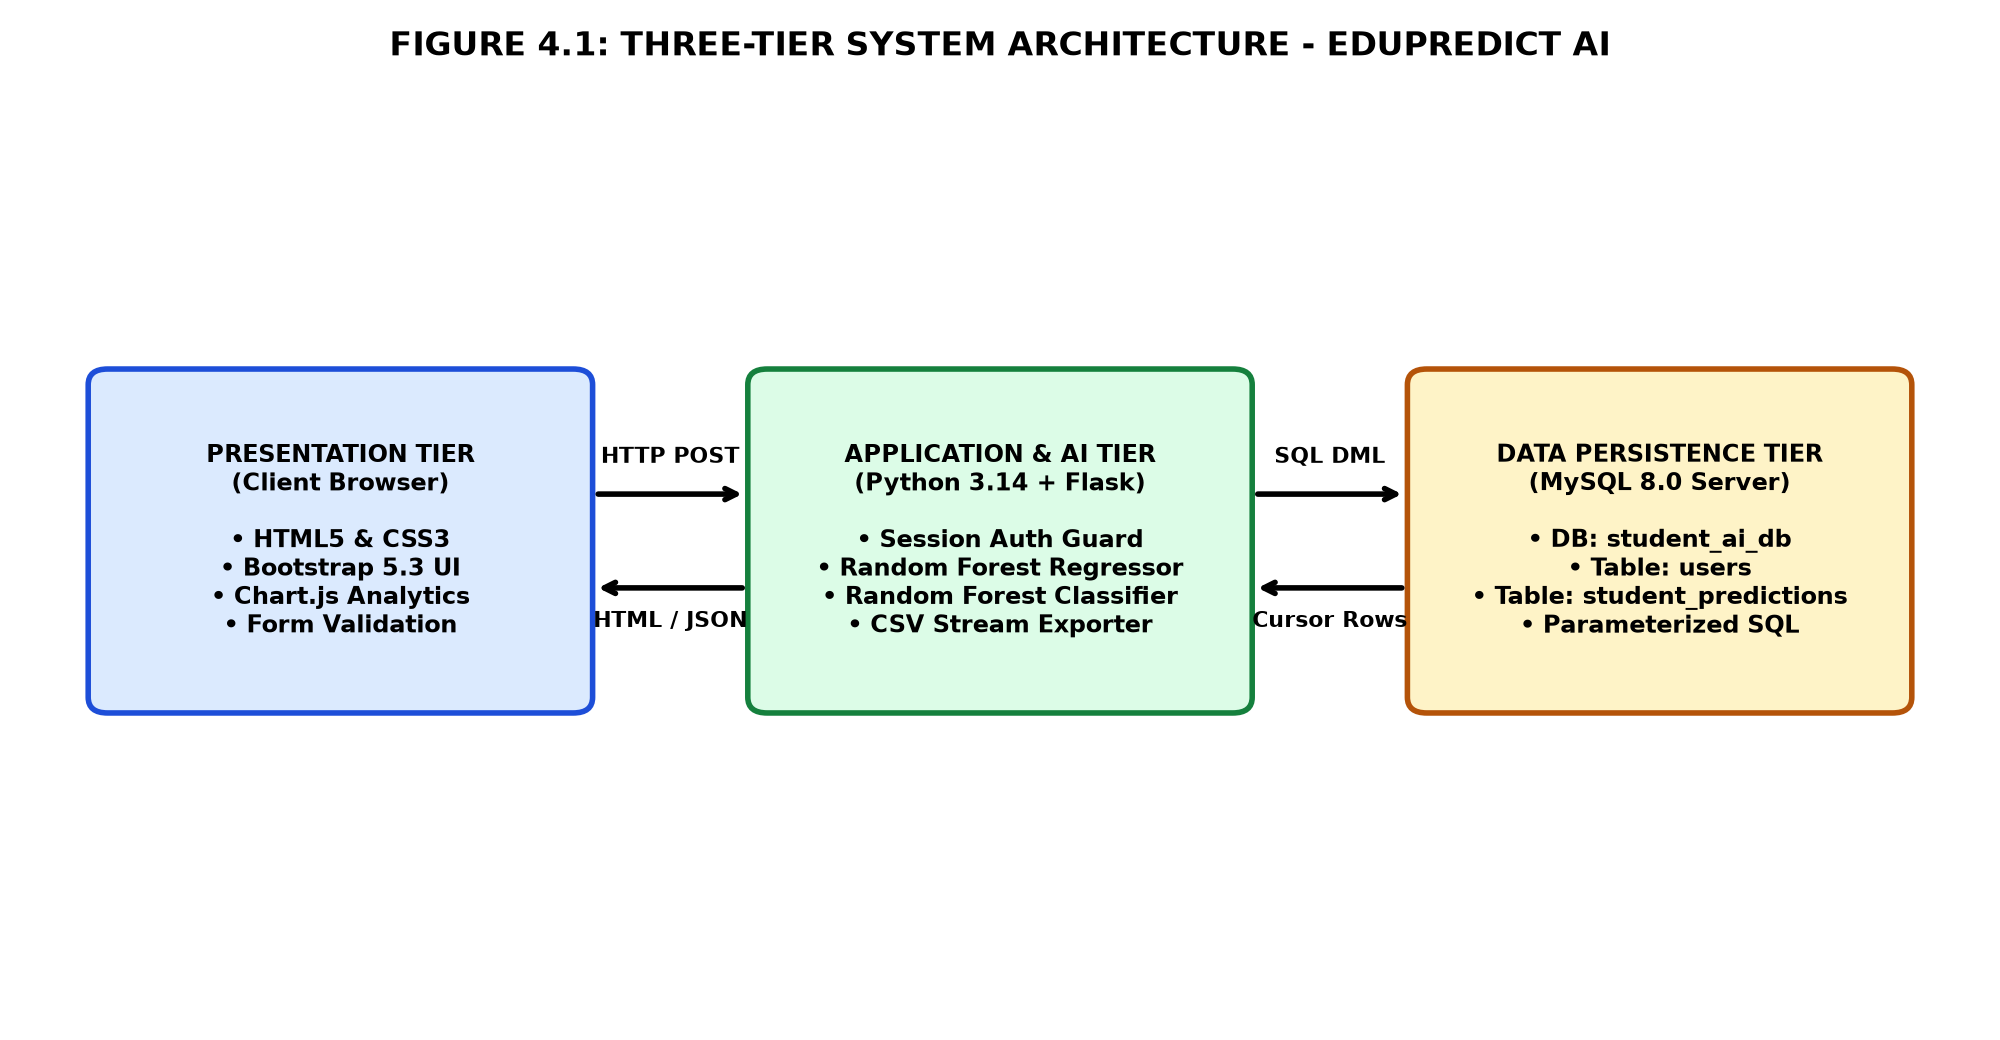 FIGURE 4.1: THREE-TIER SYSTEM ARCHITECTURE - EDUPREDICT AI
PRESENTATION TIER
(Client Browser)
• HTML5 & CSS3
• Bootstrap 5.3 UI
• Chart.js Analytics
• Form Validation
HTTP POST
HTML / JSON
APPLICATION & AI TIER
(Python 3.14 + Flask)
• Session Auth Guard
• Random Forest Regressor
• Random Forest Classifier
• CSV Stream Exporter
SQL DML
Cursor Rows
DATA PERSISTENCE TIER
(MySQL 8.0 Server)
• DB: student_ai_db
• Table: users
• Table: student_predictions
• Parameterized SQL